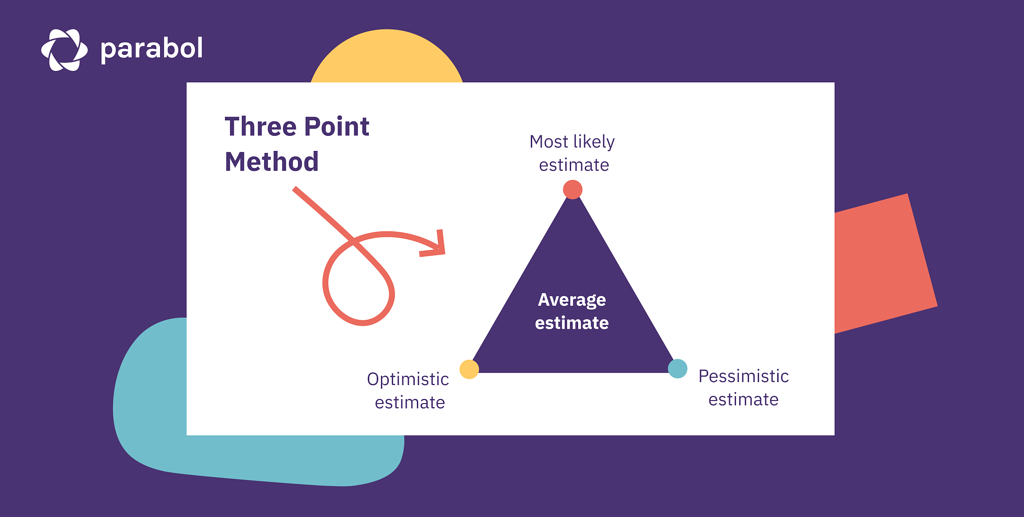 parabol
Three Point
Method
Most likely
estimate
Average
estimate
Optimistic
estimate
Pessimistic
estimate